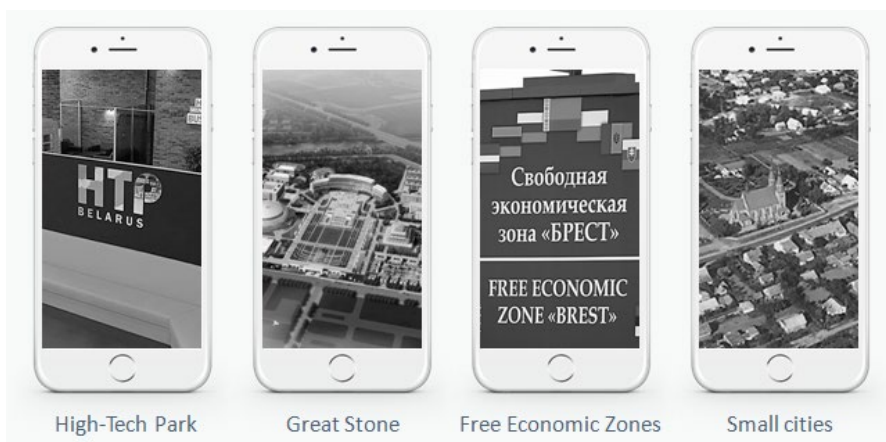 HTP
BELARUS
Свободная
экономическая
зона «БРЕСТ»
FREE ECONOMIC
ZONE «BREST»
High-Tech Park
Great Stone
Free Economic Zones
Small cities